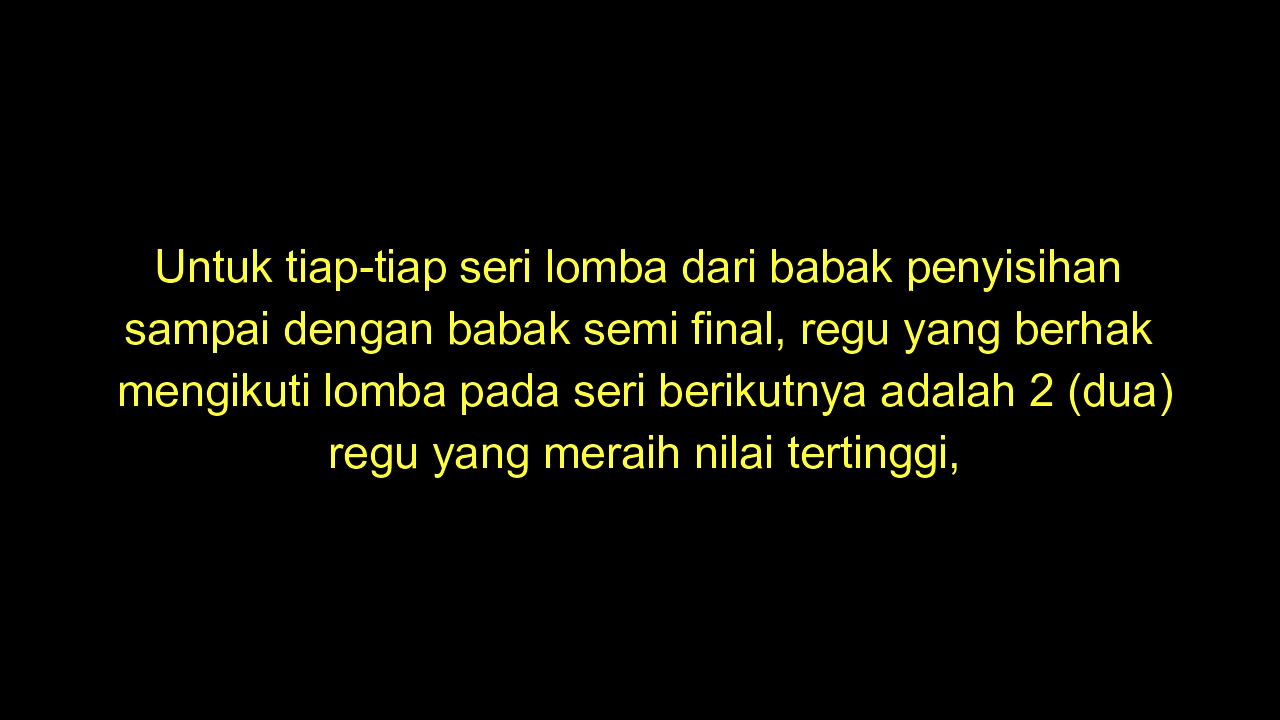 Untuk tiap-tiap seri lomba dari babak penyisihan
sampai dengan babak semi final, regu yang berhak
mengikuti lomba pada seri berikutnya adalah 2 (dua)
regu yang meraih nilai tertinggi,